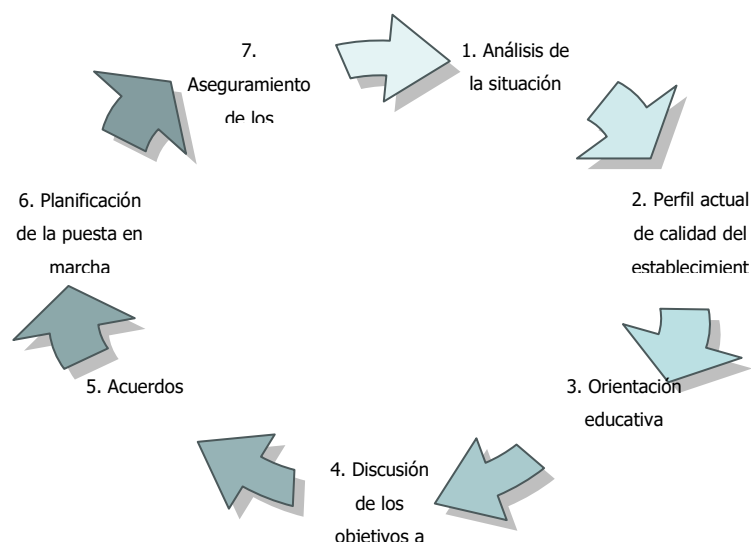 1. Análisis de
la situación
2. Perfil actual
de calidad del
establecimient
3. Orientación
educativa
4. Discusión
de los
objetivos a
5. Acuerdos
6. Planificación
de la puesta en
marcha
7.
Aseguramiento
de los